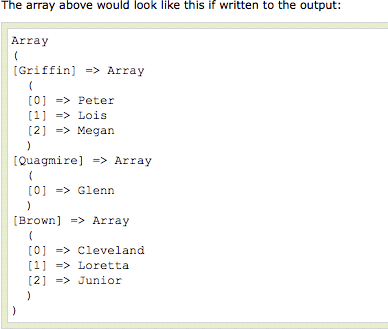 The array above would look like this if written to the output:
Array
(
[Griffin] => Array
(
[0] => Peter
[1] => Lois
[2] => Megan
)
[Quagmire] => Array
(
[0] => Glenn
)
[Brown] => Array
(
[0] => Cleveland
[1] => Loretta
[2] => Junior
)
)